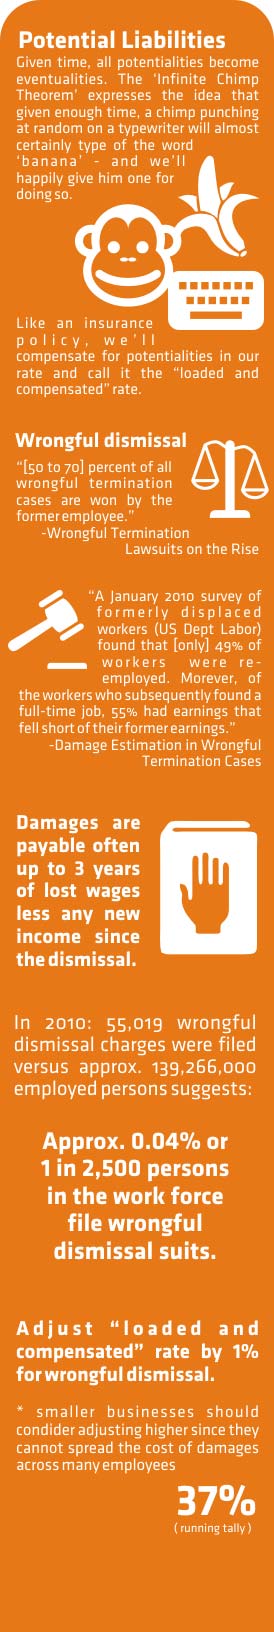 Potential Liabilities
Given time, all potentialities become
eventualities. The ‘Infinite Chimp
Theorem’ expresses the idea that
given enough time, a chimp punching
at random on a typewriter will almost
certainly type of the word
‘banana’ - and we’ll
happily give him one for
doing so.
Like an insurance
policy, we’ll
compensate for potentialities in our
rate and call it the “loaded and
compensated” rate.
Wrongful dismissal
“[50 to 70] percent of all
wrongful termination
cases are won by the
former employee.”
-Wrongful Termination
Lawsuits on the Rise
“A January 2010 survey of
formerly displaced
workers (US Dept Labor)
found that [only] 49% of
workers were re-
employed. Morever, of
the workers who subsequently found a
full-time job, 55% had earnings that
fell short of their former earnings.”
-Damage Estimation in Wrongful
Termination Cases
Damages are
payable often
up to 3 years
of lost wages
less any new
income since
the dismissal.
In 2010: 55,019 wrongful
dismissal charges were filed
versus approx. 139,266,000
employed persons suggests:
Approx. 0.04% or
1 in 2,500 persons
in the work force
file wrongful
dismissal suits.
Adjust “loaded and
compensated” rate by 1%
for wrongful dismissal.
* smaller businesses should
condider adjusting higher since they
cannot spread the cost of damages
across many employees
37%
( running tally )